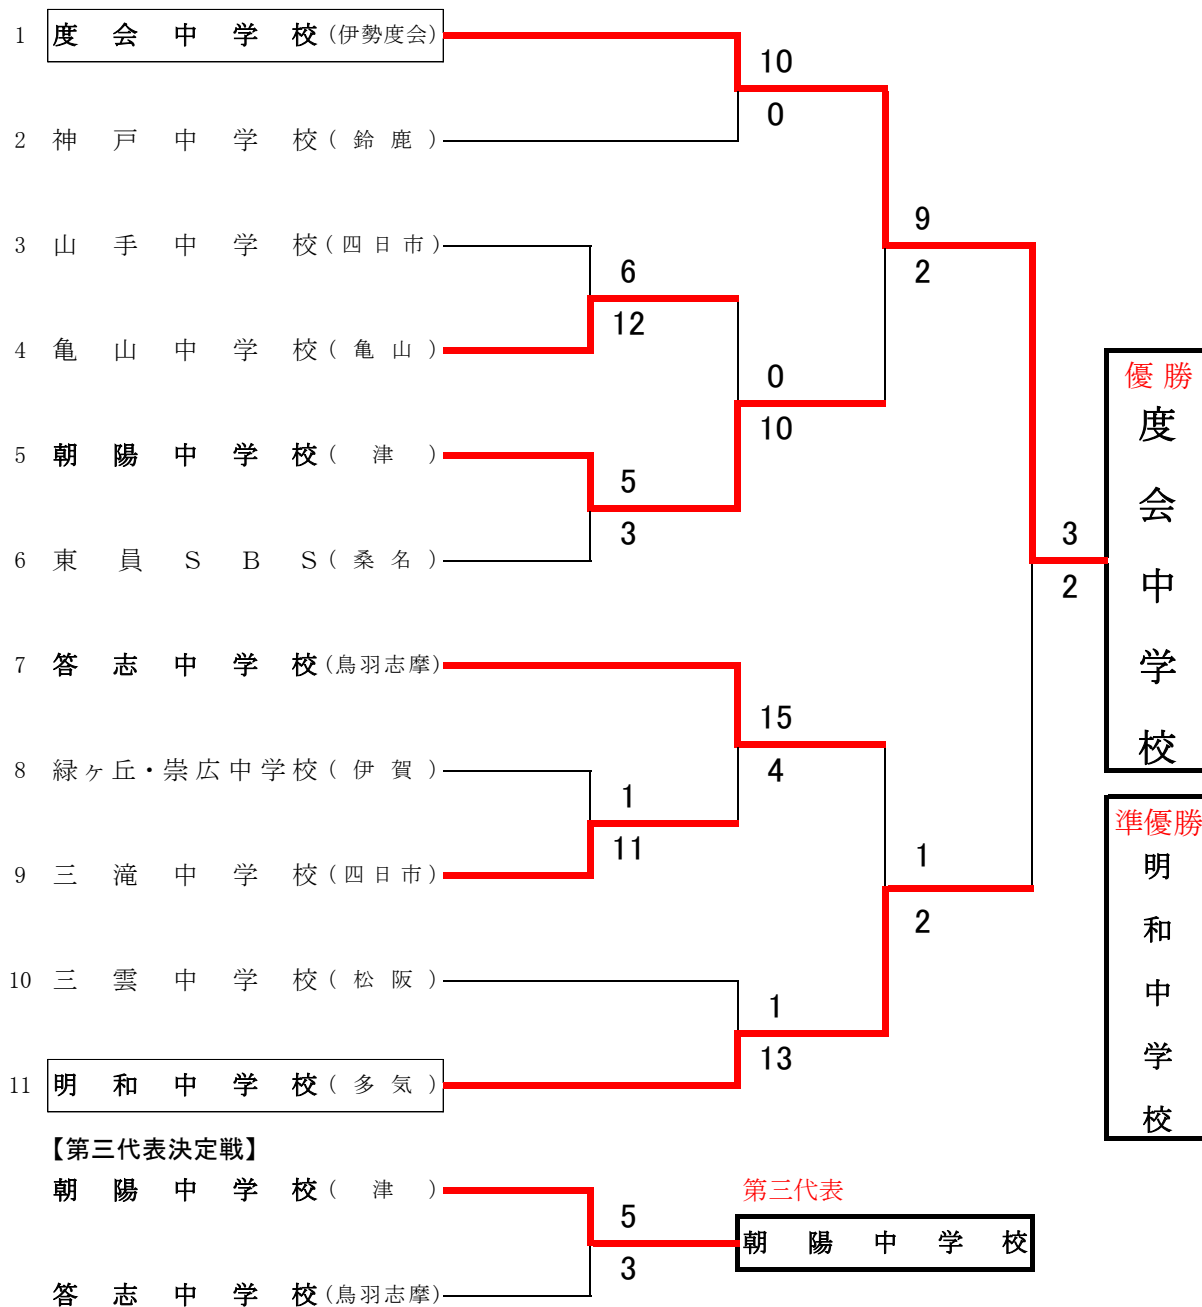 1 度会中学校(伊勢度会)
10
0
2 神戸中学校(鈴鹿)
9
2
3 山手中学校(四日市)
6
12
4 亀山中学校(亀山)
0
10
5 朝陽中学校(津)
5
3
6 東員SBS(桑名)
3
2
7 答志中学校(鳥羽志摩)
15
4
8 緑ヶ丘・崇広中学校(伊賀)
1
11
9 三滝中学校(四日市)
1
2
10 三雲中学校(松阪)
1
13
11 明和中学校(多気)
優勝
度会中学校
準優勝
明和中学校
【第三代表決定戦】
朝陽中学校(津)
5
3
答志中学校(鳥羽志摩)
第三代表
朝陽中学校